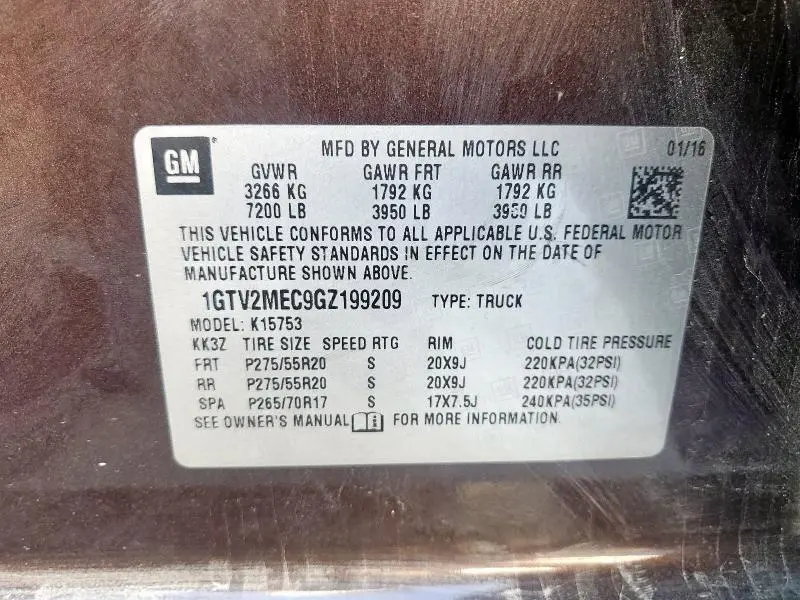 GM
MFD BY GENERAL MOTORS LLC 01/16
GVWR GAWR FRT GAWR RR
3266 KG 1792 KG 1792 KG
7200 LB 3950 LB 3950 LB
THIS VEHICLE CONFORMS TO ALL APPLICABLE U.S. FEDERAL MOTOR
VEHICLE SAFETY STANDARDS IN EFFECT ON THE DATE OF
MANUFACTURE SHOWN ABOVE.
1GTV2MEC9GZ199209 TYPE: TRUCK
MODEL: K15753
KK3Z TIRE SIZE SPEED RTG RIM COLD TIRE PRESSURE
FRT P275/55R20 S 20X9J 220KPA(32PSI)
RR P275/55R20 S 20X9J 220KPA(32PSI)
SPA P265/70R17 S 17X7.5J 240KPA(35PSI)
SEE OWNER'S MANUAL FOR MORE INFORMATION.